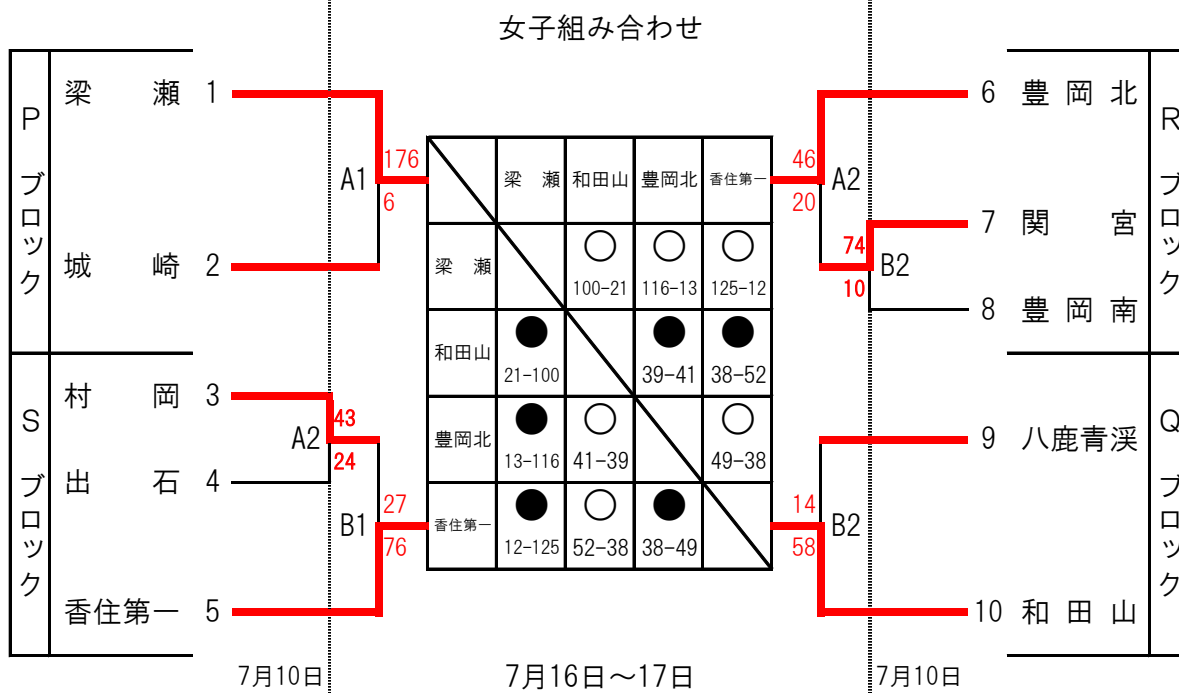 女子組み合わせ
P ブロック
梁瀬 1
城崎 2
A1
176
6
S ブロック
村岡 3
出石 4
香住第一 5
A2
43
24
B1
27
76
梁瀬 和田山 豊岡北 香住第一
梁瀬 ○ ○ ○
100-21 116-13 125-12
和田山 ● ● ●
21-100 39-41 38-52
豊岡北 ● ○ ○
13-116 41-39 49-38
香住第一 ● ○ ●
12-125 52-38 38-49
R ブロック
6 豊岡北
7 関宮
8 豊岡南
46
20
A2
74
10
B2
Q ブロック
9 八鹿青渓
10 和田山
14
58
B2
7月10日
7月16日～17日
7月10日